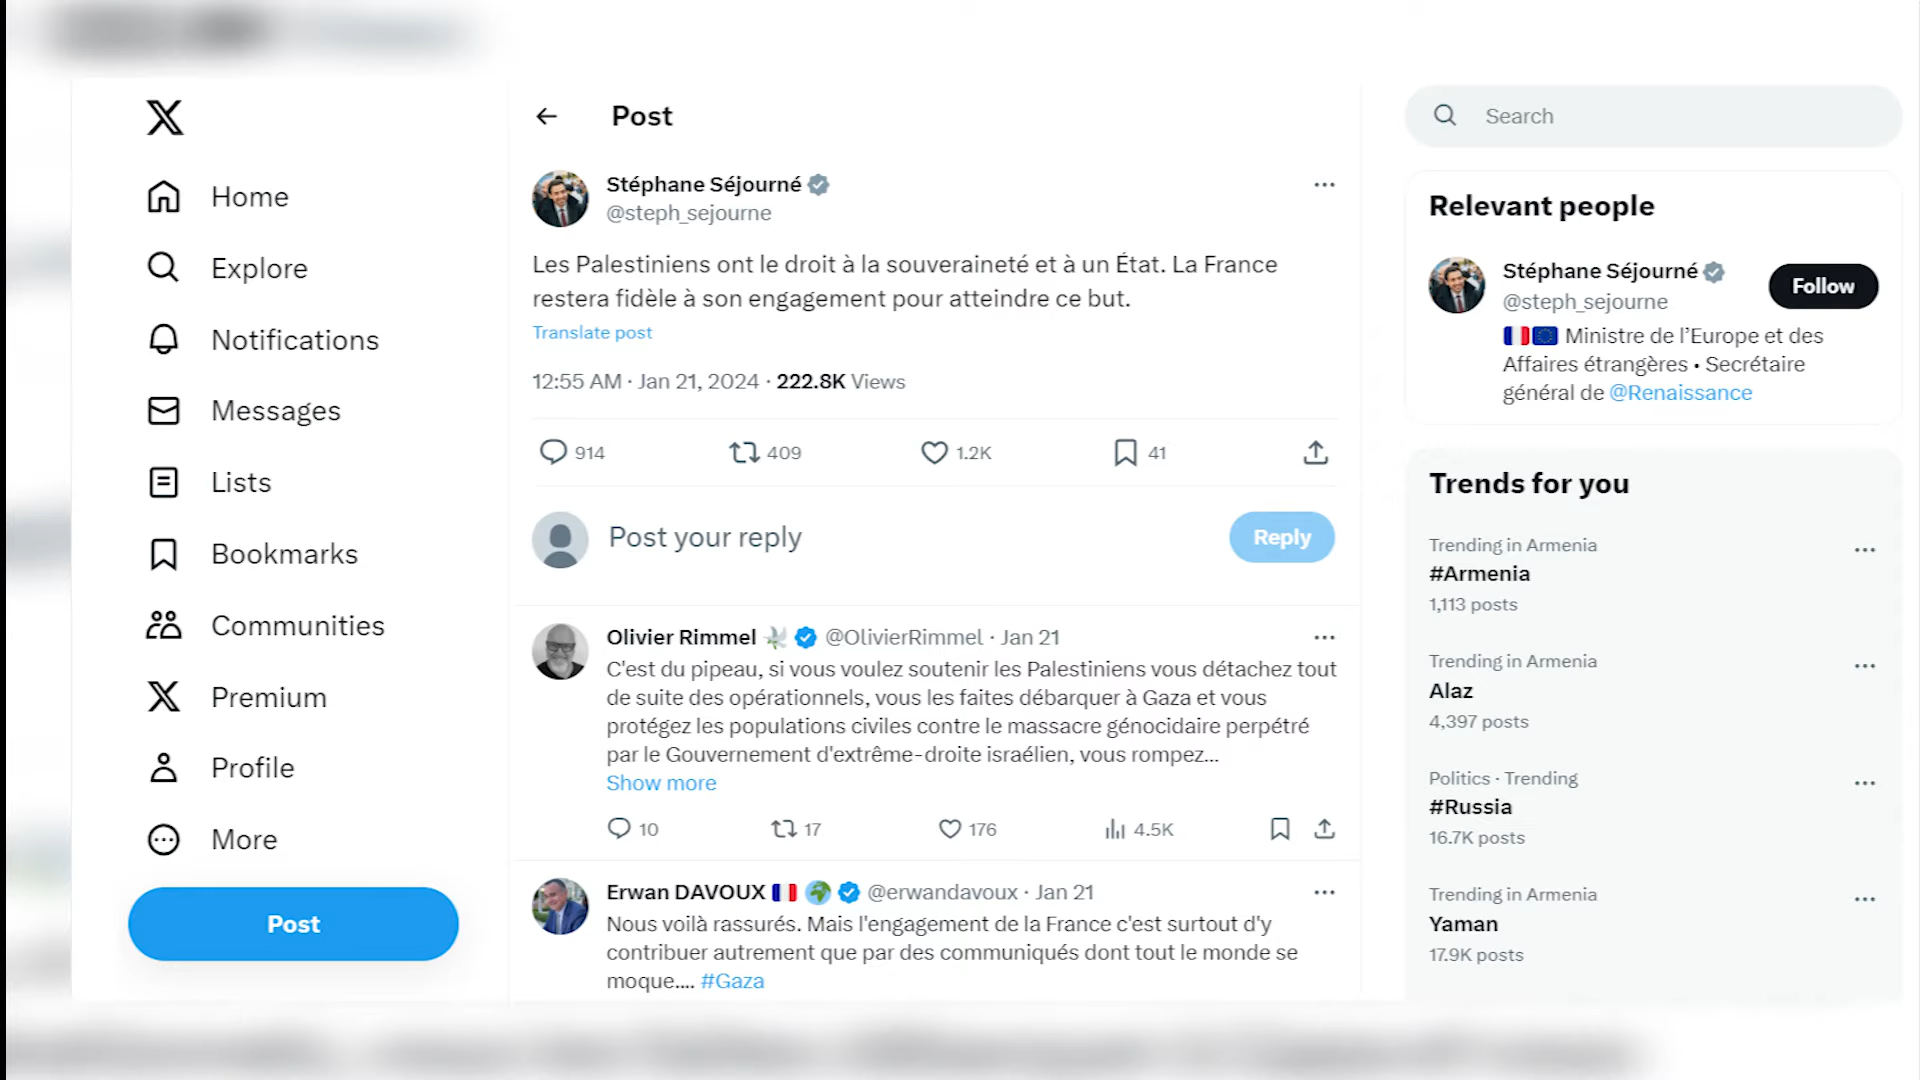 Home
Explore
Notifications
Messages
Lists
Bookmarks
Communities
Premium
Profile
More
Post
Post
Stéphane Séjourné
@steph_sejourne
Les Palestiniens ont le droit à la souveraineté et à un État. La France
restera fidèle à son engagement pour atteindre ce but.
Translate post
12:55 AM · Jan 21, 2024 · 222.8K Views
914 409 1.2K 41
Post your reply
Reply
Olivier Rimmel @OlivierRimmel · Jan 21
C'est du pipeau, si vous voulez soutenir les Palestiniens vous détachez tout
de suite des opérationnels, vous les faites débarquer à Gaza et vous
protégez les populations civiles contre le massacre génocidaire perpétré
par le Gouvernement d'extrême-droite israélien, vous rompez...
Show more
10 17 176 4.5K
Erwan DAVOUX @erwandavoux · Jan 21
Nous voilà rassurés. Mais l'engagement de la France c'est surtout d'y
contribuer autrement que par des communiqués dont tout le monde se
moque.... #Gaza
Search
Relevant people
Stéphane Séjourné
@steph_sejourne
Follow
Ministre de l’Europe et des
Affaires étrangères • Secrétaire
général de @Renaissance
Trends for you
Trending in Armenia
#Armenia
1,113 posts
Trending in Armenia
Alaz
4,397 posts
Politics · Trending
#Russia
16.7K posts
Trending in Armenia
Yaman
17.9K posts